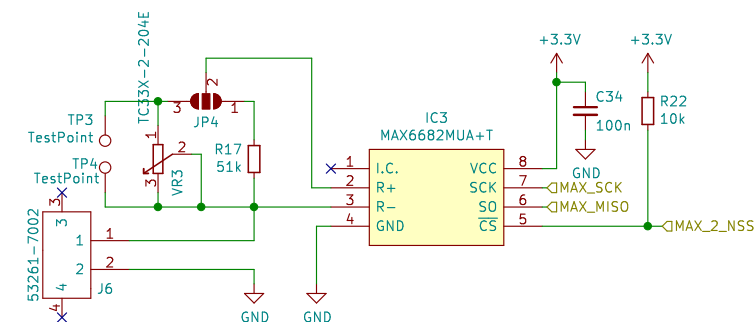 TC33X-2-204E
+3.3V
+3.3V
2
3
1
JP4
TP3
TestPoint
TP4
TestPoint
1
2
3
VR3
R17
51k
C34
100n
GND
R22
10k
IC3
MAX6682MUA+T
1
I.C.
VCC
8
2
R+
SCK
7
MAX_SCK
3
R-
SO
6
MAX_MISO
4
GND
CS
5
MAX_2_NSS
53261-7002
3
3
1
1
2
2
4
4
J6
GND
GND